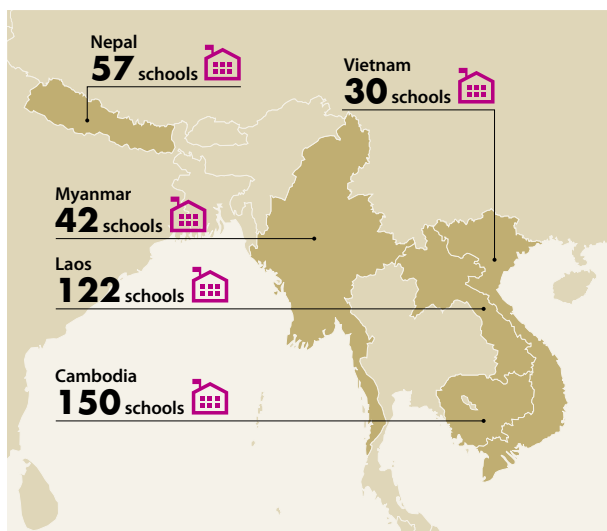 Nepal
57 schools
Vietnam
30 schools
Myanmar
42 schools
Laos
122 schools
Cambodia
150 schools